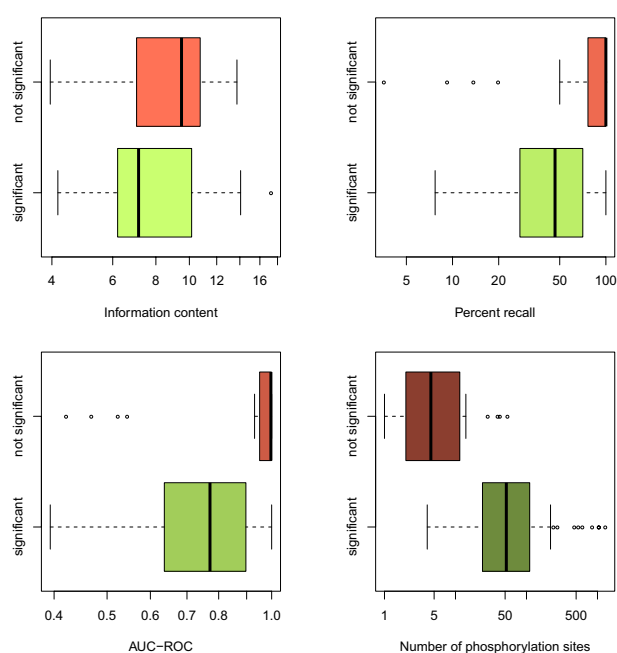 not significant
significant
4 6 8 10 12 16
Information content
not significant
significant
5 10 20 50 100
Percent recall
not significant
significant
0.4 0.5 0.6 0.7 0.8 1.0
AUC−ROC
not significant
significant
1 5 50 500
Number of phosphorylation sites